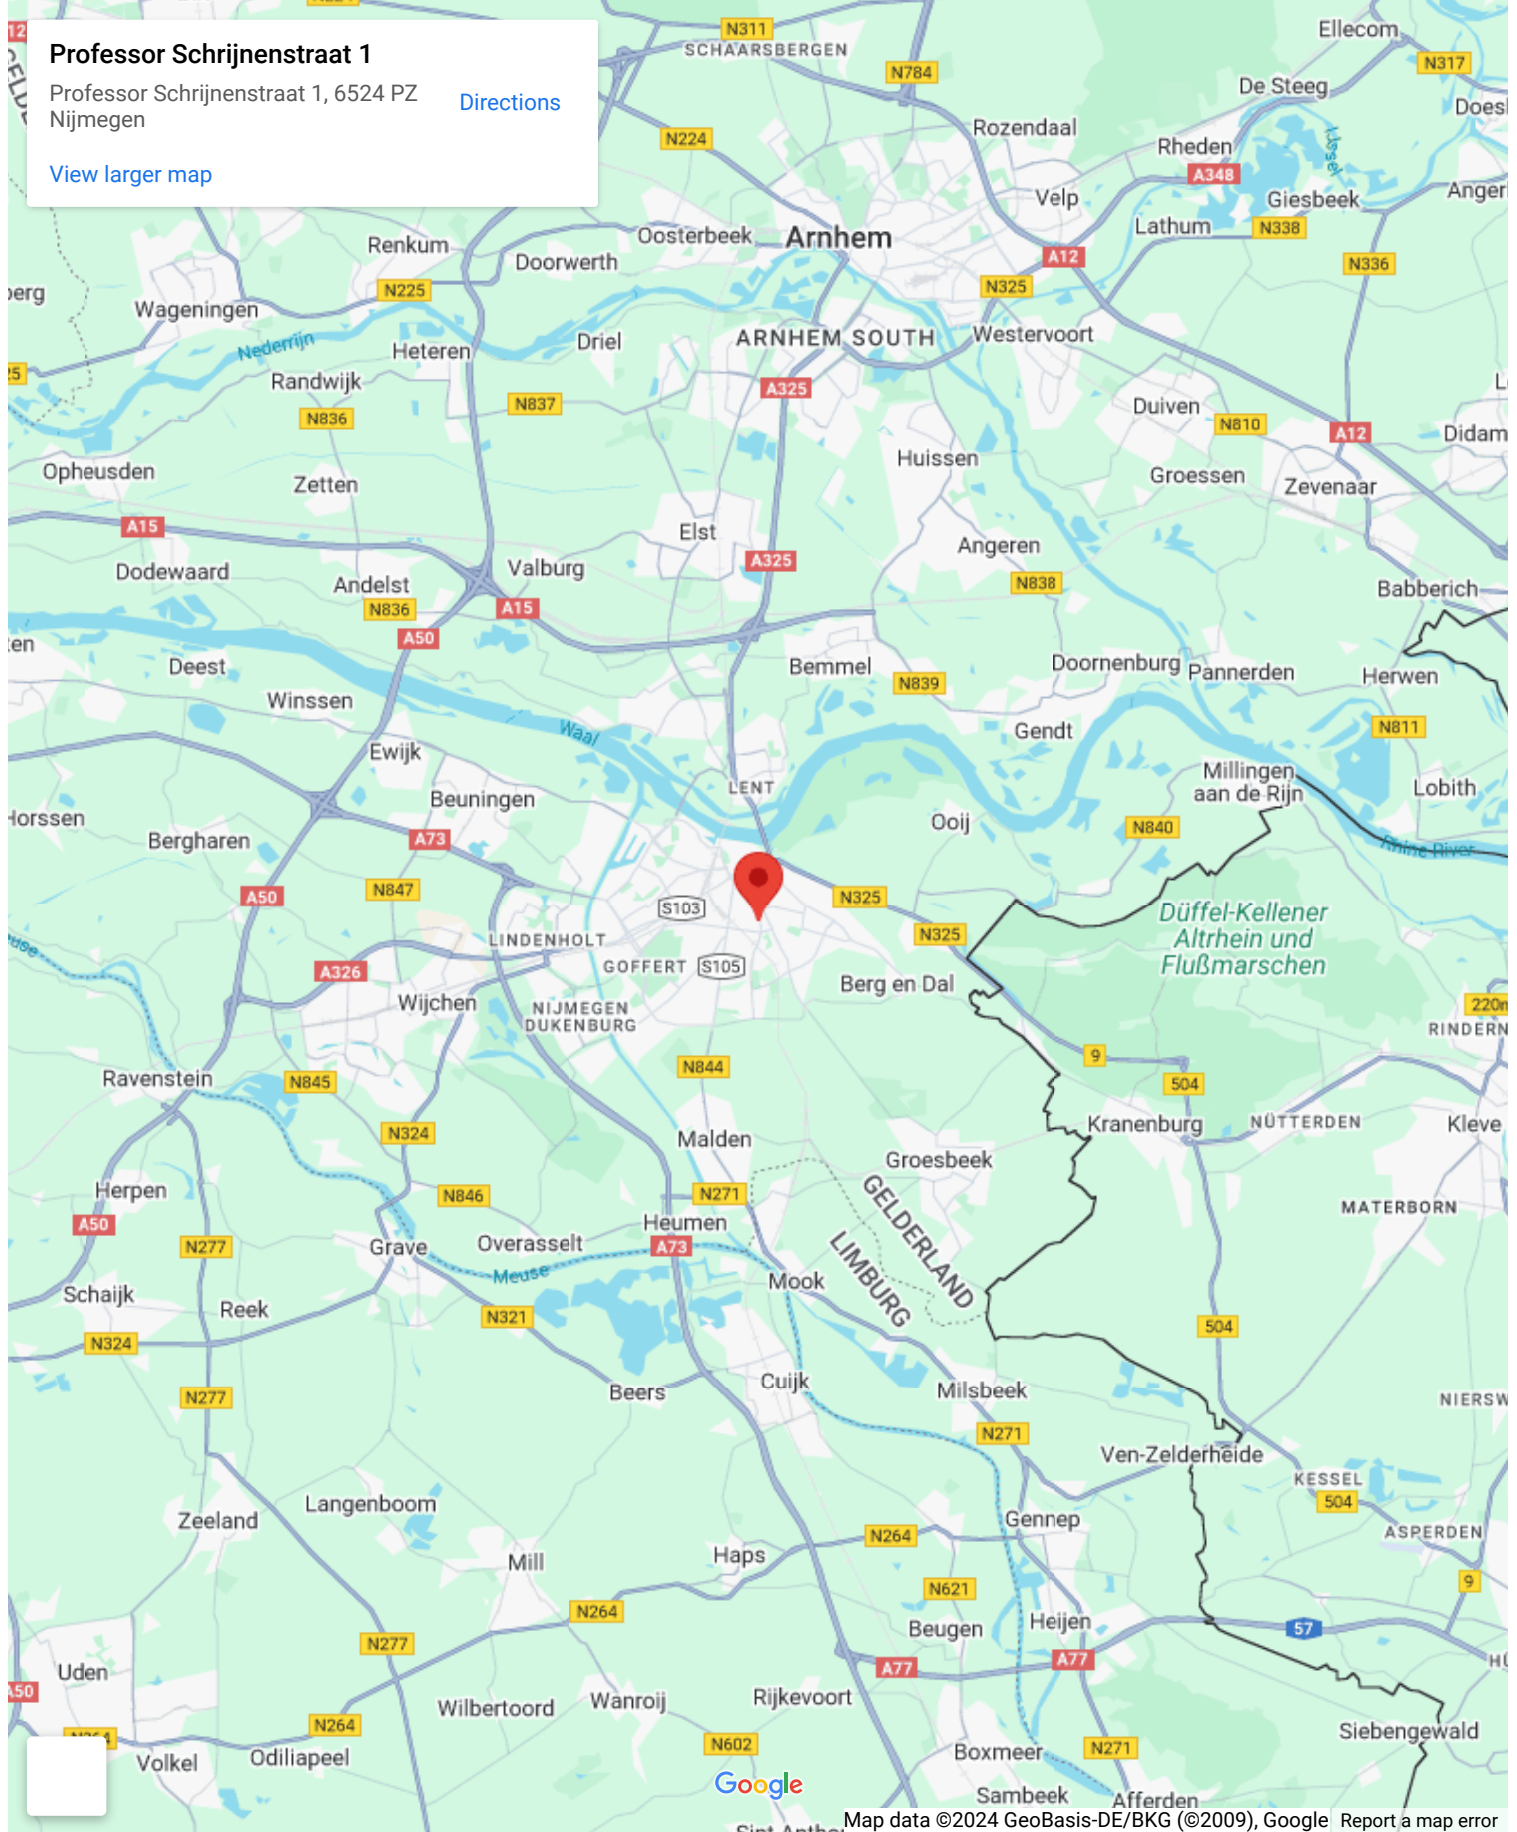 Professor Schrijnenstraat 1
Professor Schrijnenstraat 1, 6524 PZ
Nijmegen
Directions
View larger map
N311
SCHAARSBERGEN
Ellecom
N317
N784
De Steeg
N224
Rozendaal
Rheden
IJssel
A348
Velp
Giesbeek
Lathum
N338
Renkum
Oosterbeek
Arnhem
Doorwerth
A12
N336
N225
N325
Wageningen
Nederrijn
Heteren
Driel
ARNHEM SOUTH
Westervoort
Randwijk
A325
N836
N837
Duiven
N810
A12
Didam
Opheusden
Zetten
Huissen
Groessen
Zevenaar
A15
Elst
Angeren
A325
Dodewaard
Andelst
Valburg
N838
Babberich
N836
A15
A50
Deest
Bemmel
Doornenburg
Pannerden
Herwen
N839
Winssen
Waal
Gendt
N811
Ewijk
Millingen
aan de Rijn
LENT
Lobith
Beuningen
Horssen
Bergharen
A73
Ooij
N840
Rhine River
A50
N847
S103
N325
N325
Düffel-Kellener
Altrhein und
Flußmarschen
LINDENHOLT
GOFFERT
S105
A326
Berg en Dal
Wijchen
NIJMEGEN
DUKENBURG
9
N844
Ravenstein
N845
504
N324
Malden
Kranenburg
NÜTTERDEN
Kleve
Groesbeek
Herpen
N846
N271
GELDERLAND
MATERBORN
A50
Heumen
N277
Grave
Overasselt
A73
LIMBURG
Meuse
Mook
Schaijk
Reek
N321
504
N324
Cuijk
N277
Beers
Milsbeek
N271
Ven-Zelderheide
KESSEL
504
Langenboom
Zeeland
Gennep
ASPERDEN
N264
Mill
Haps
9
N621
N264
Beugen
Heijen
57
N277
Uden
A77
A77
A50
Wilbertoord
Wanroij
Rijkevoort
N264
N264
Siebengewald
N602
Volkel
Odiliapeel
Boxmeer
N271
Google
Sambeek
Afferden
Map data ©2024 GeoBasis-DE/BKG (©2009), Google
Report a map error